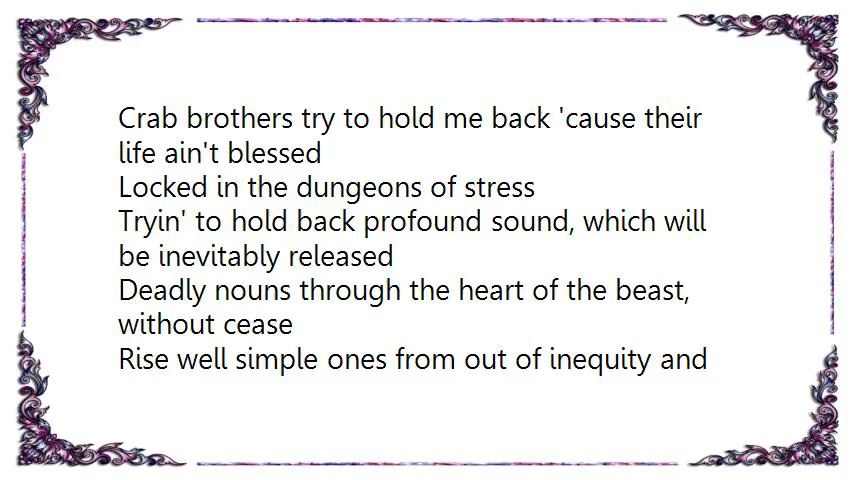 Crab brothers try to hold me back 'cause their
life ain't blessed
Locked in the dungeons of stress
Tryin' to hold back profound sound, which will
be inevitably released
Deadly nouns through the heart of the beast,
without cease
Rise well simple ones from out of inequity and